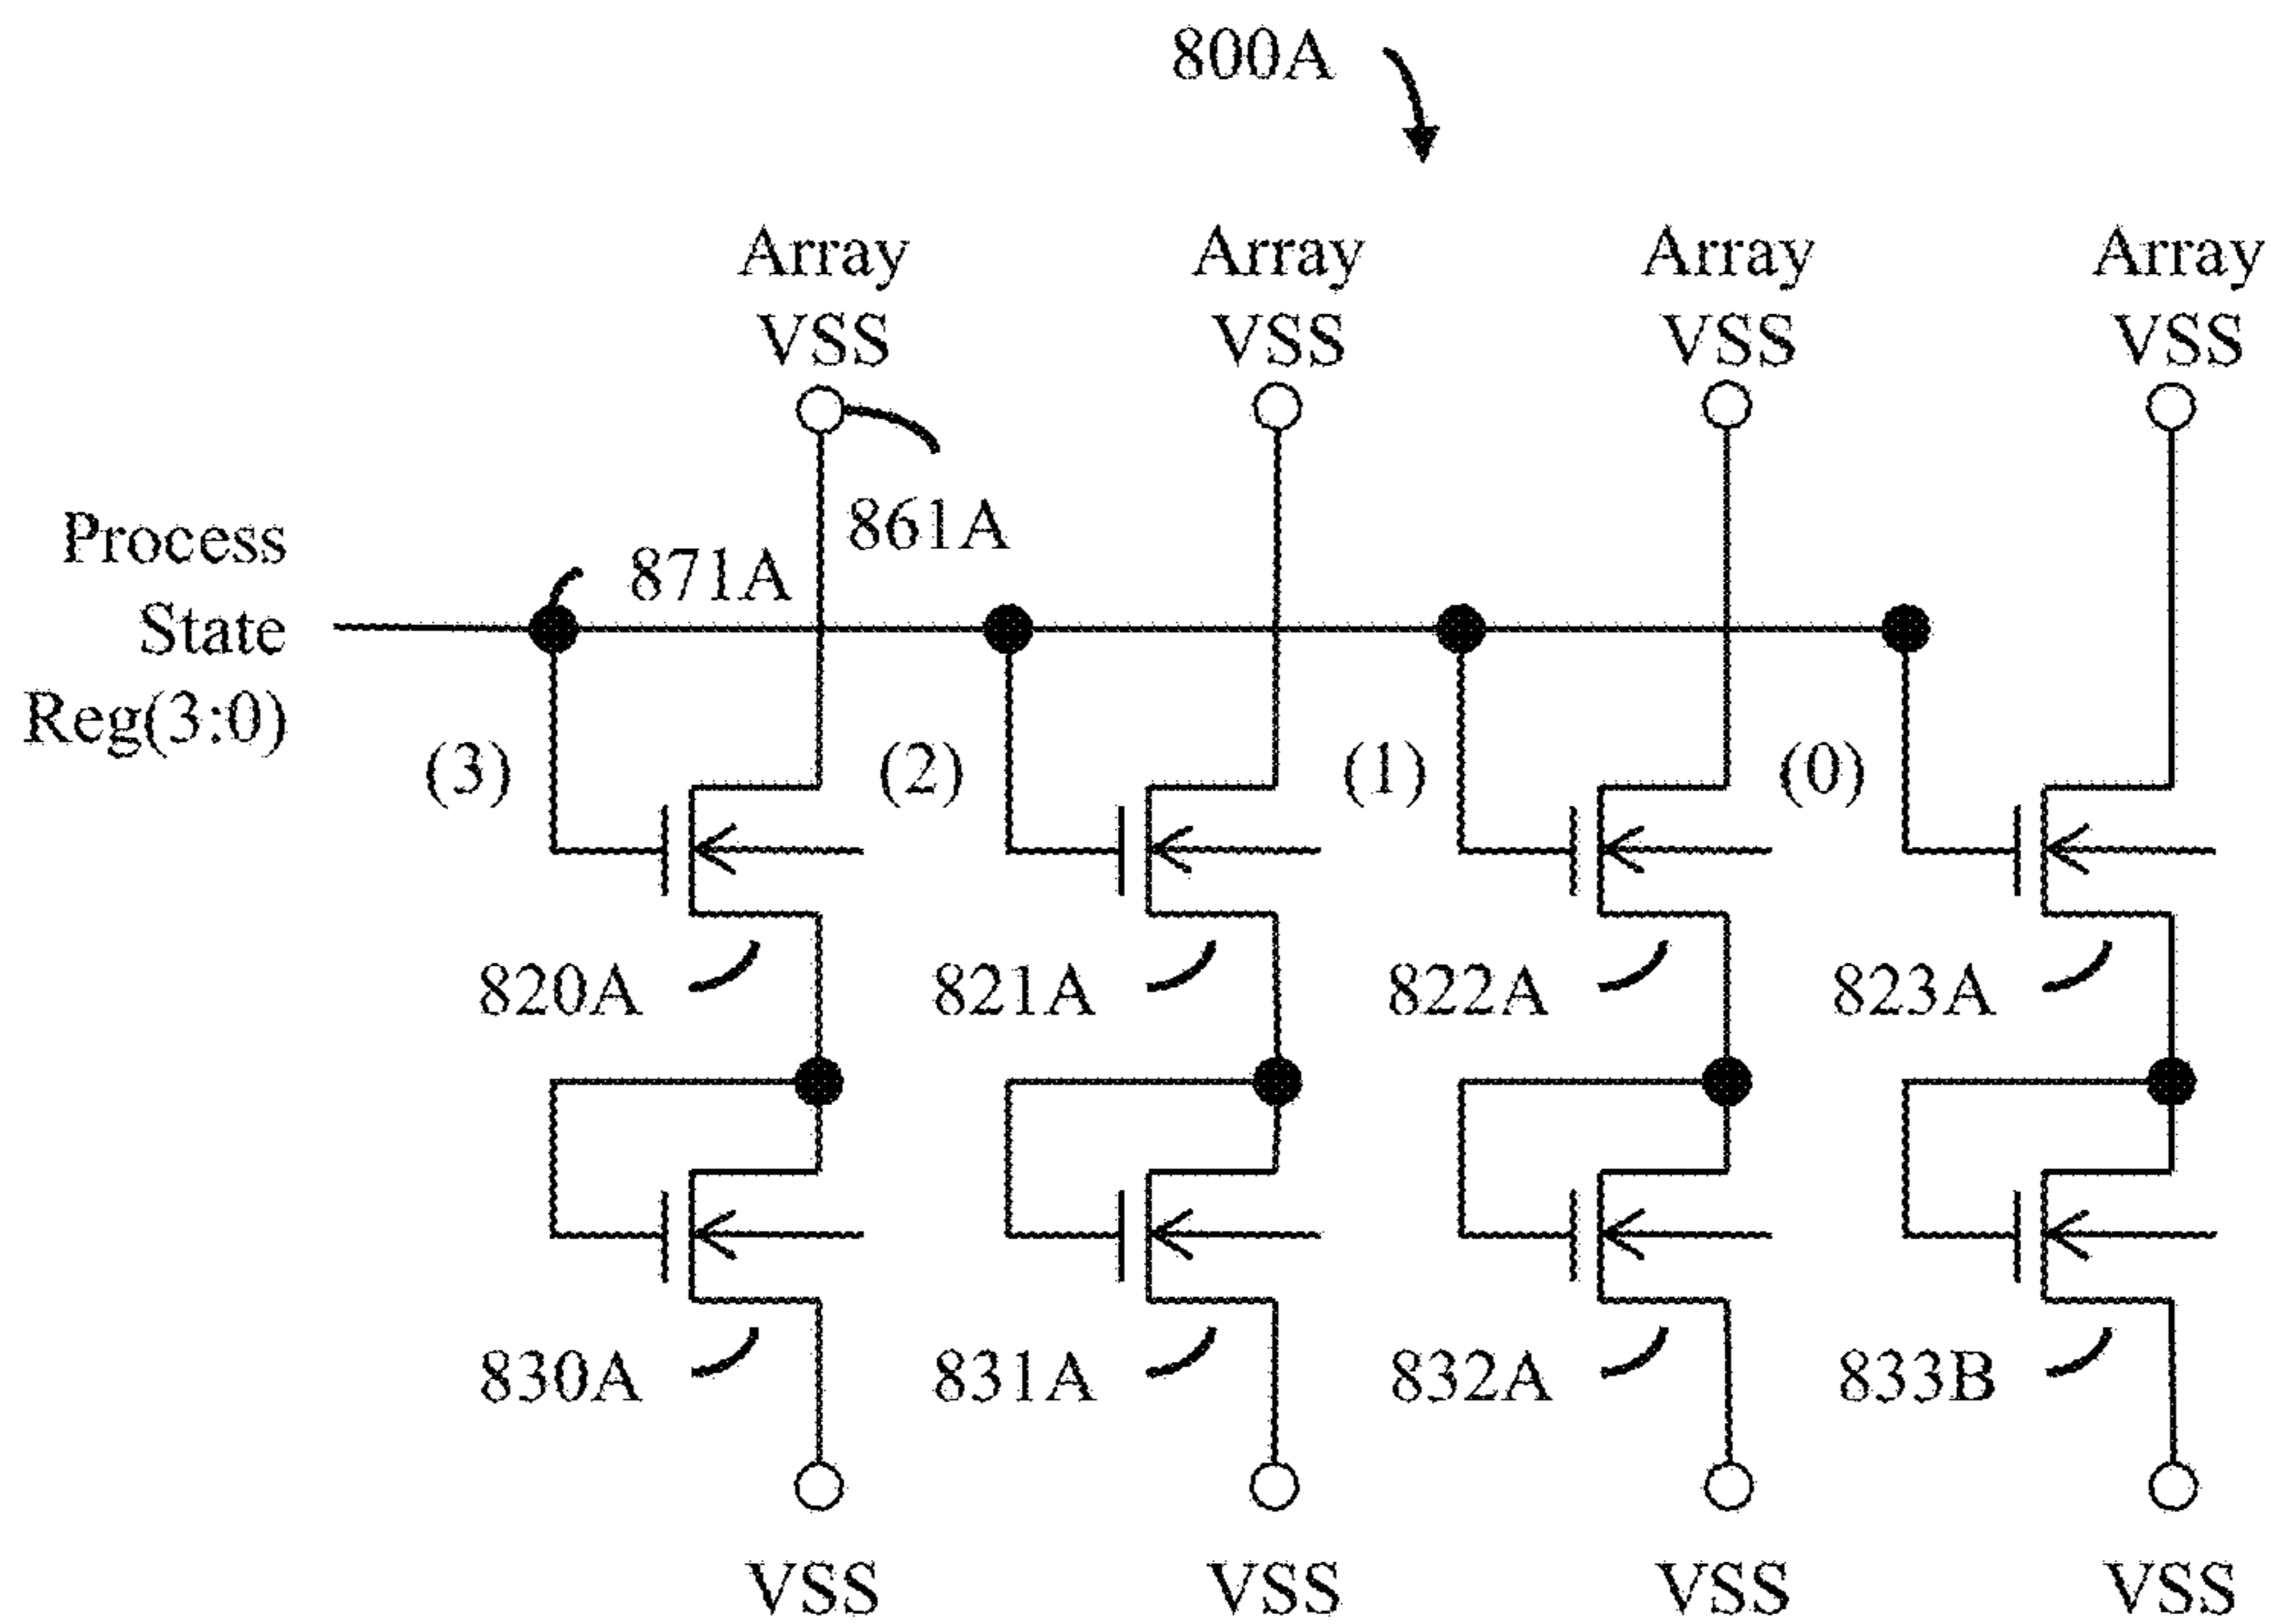 800A
Array Array Array Array
VSS VSS VSS VSS
861A
Process
871A
State
Reg(3:0)
(3) (2) (1) (0)
820A 821A 822A 823A
830A 831A 832A 833B
VSS VSS VSS VSS